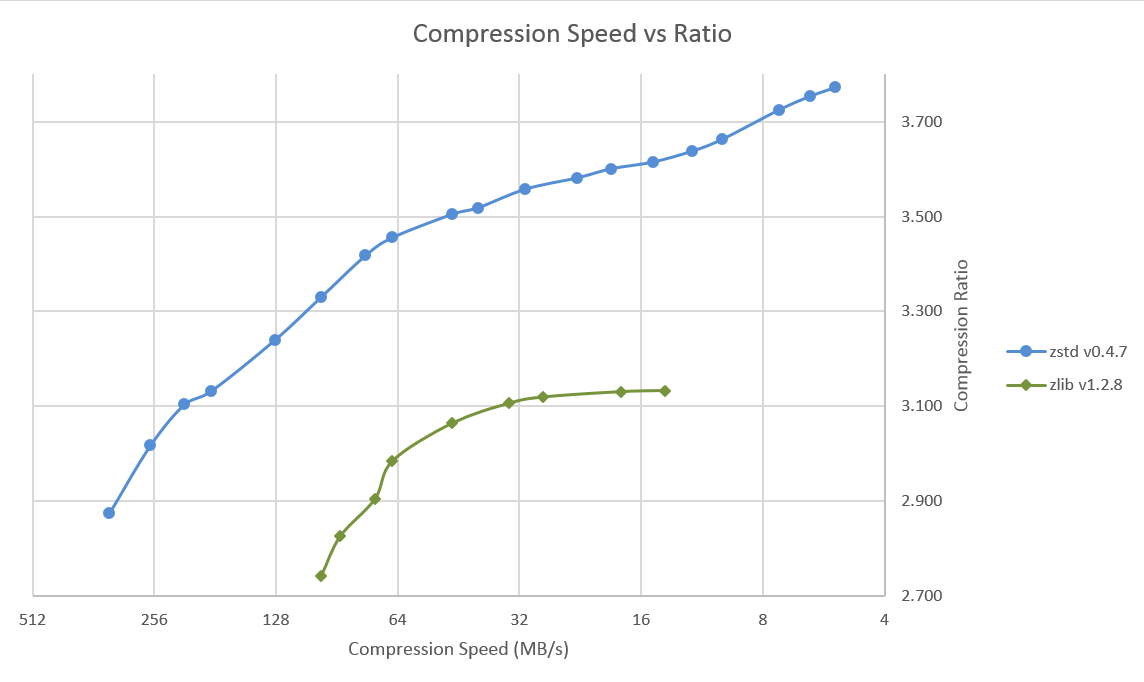 Compression Speed vs Ratio
3.700
3.500
3.300
3.100
2.900
2.700
Compression Ratio
zstd v0.4.7
zlib v1.2.8
512 256 128 64 32 16 8 4
Compression Speed (MB/s)